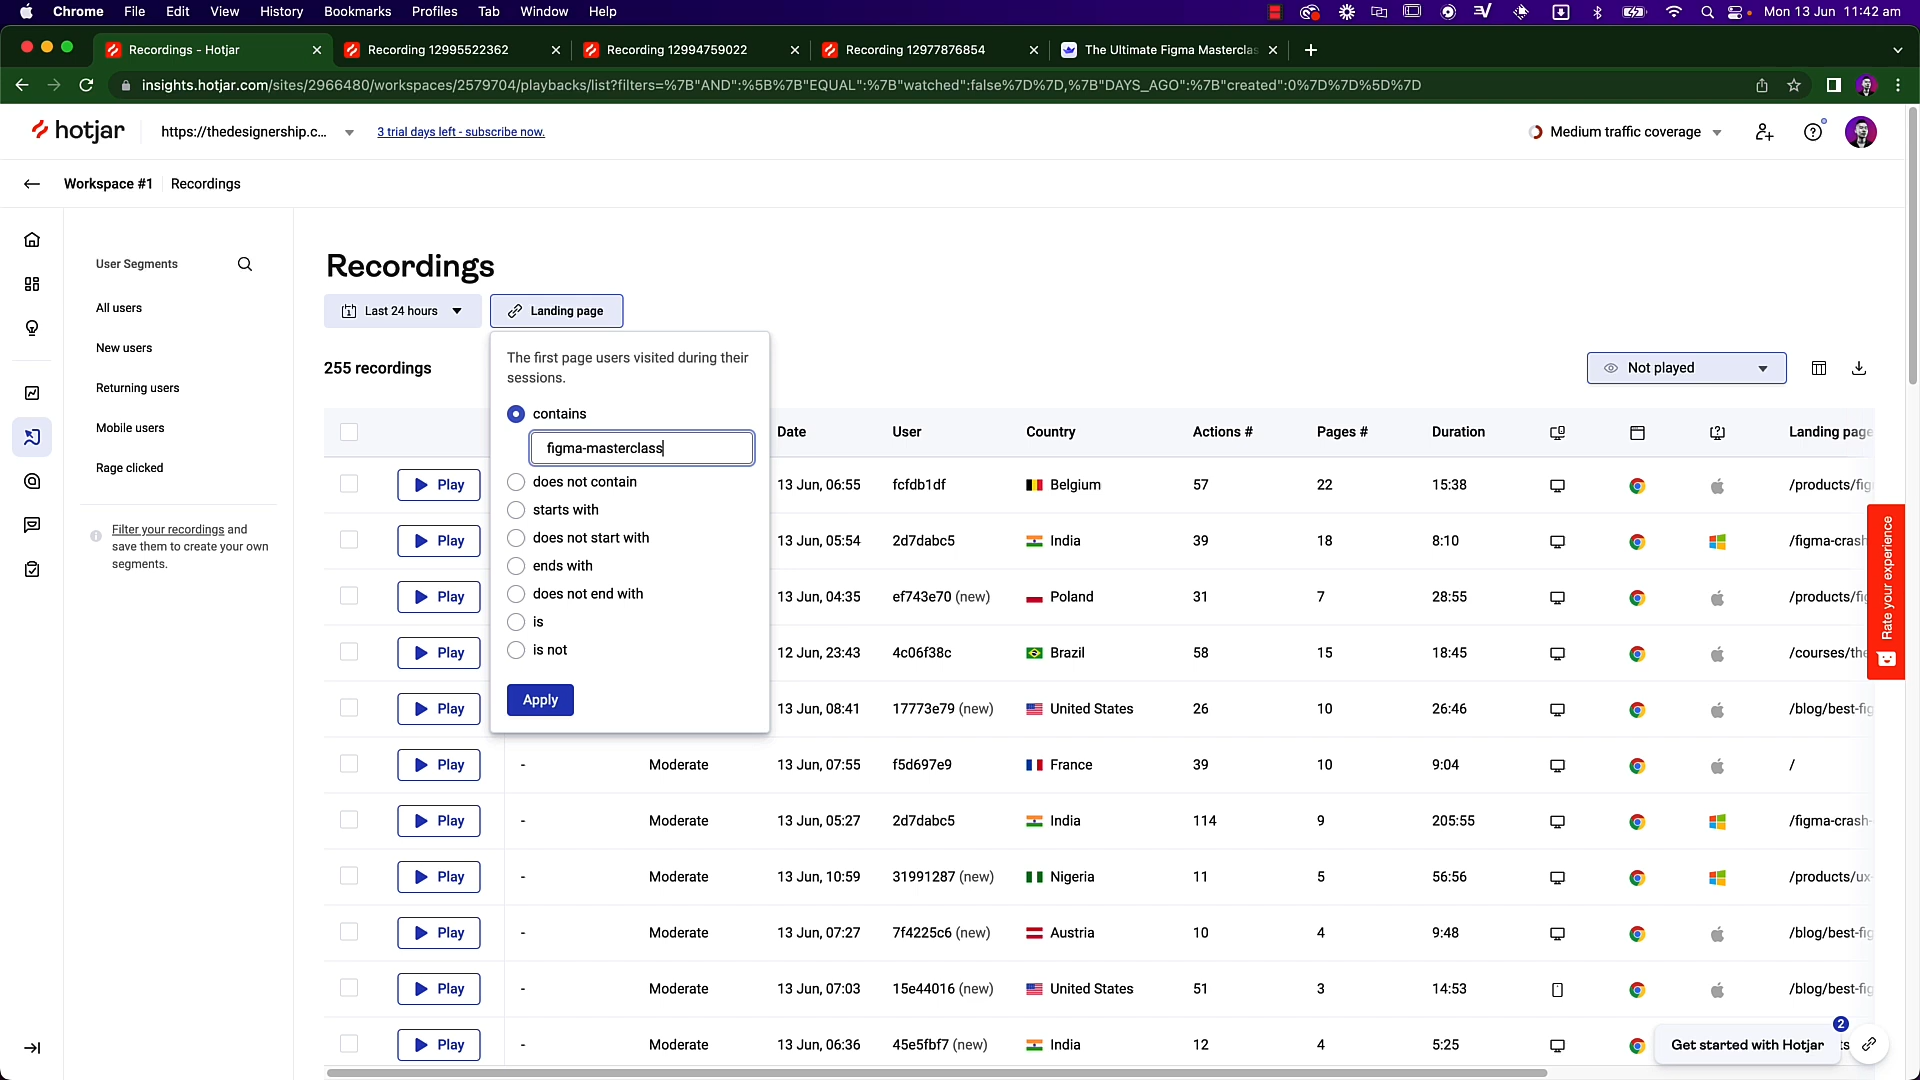 Chrome File Edit View History Bookmarks Profiles Tab Window Help Mon 13 Jun 11:42 am
Recordings - Hotjar Recording 12995522362 Recording 12994759022 Recording 12977876854 The Ultimate Figma Masterclas
insights.hotjar.com/sites/2966480/workspaces/2579704/playbacks/list?filters=%7B"AND":%5B%7B"EQUAL":%7B"watched":false%7D%7D,%7B"DAYS_AGO":%7B"created":0%7D%7D%5D%7D
hotjar https://thedesignership.c... 3 trial days left - subscribe now. Medium traffic coverage
Workspace #1 Recordings
User Segments
All users
New users
Returning users
Mobile users
Rage clicked
Filter your recordings and
save them to create your own
segments.
Recordings
Last 24 hours Landing page
255 recordings Not played
The first page users visited during their
sessions.
contains
figma-masterclass
does not contain
starts with
does not start with
ends with
does not end with
is
is not
Apply
Date User Country Actions # Pages # Duration Landing page
Play 13 Jun, 06:55 fcfdb1df Belgium 57 22 15:38 /products/fig
Play 13 Jun, 05:54 2d7dabc5 India 39 18 8:10 /figma-crash
Play 13 Jun, 04:35 ef743e70 (new) Poland 31 7 28:55 /products/fig
Play 12 Jun, 23:43 4c06f38c Brazil 58 15 18:45 /courses/the
Play 13 Jun, 08:41 17773e79 (new) United States 26 10 26:46 /blog/best-fig
Play - Moderate 13 Jun, 07:55 f5d697e9 France 39 10 9:04 /
Play - Moderate 13 Jun, 05:27 2d7dabc5 India 114 9 205:55 /figma-crash-
Play - Moderate 13 Jun, 10:59 31991287 (new) Nigeria 11 5 56:56 /products/ux-
Play - Moderate 13 Jun, 07:27 7f4225c6 (new) Austria 10 4 9:48 /blog/best-fig
Play - Moderate 13 Jun, 07:03 15e44016 (new) United States 51 3 14:53 /blog/best-fig
Play - Moderate 13 Jun, 06:36 45e5fbf7 (new) India 12 4 5:25
Rate your experience
2
Get started with Hotjar